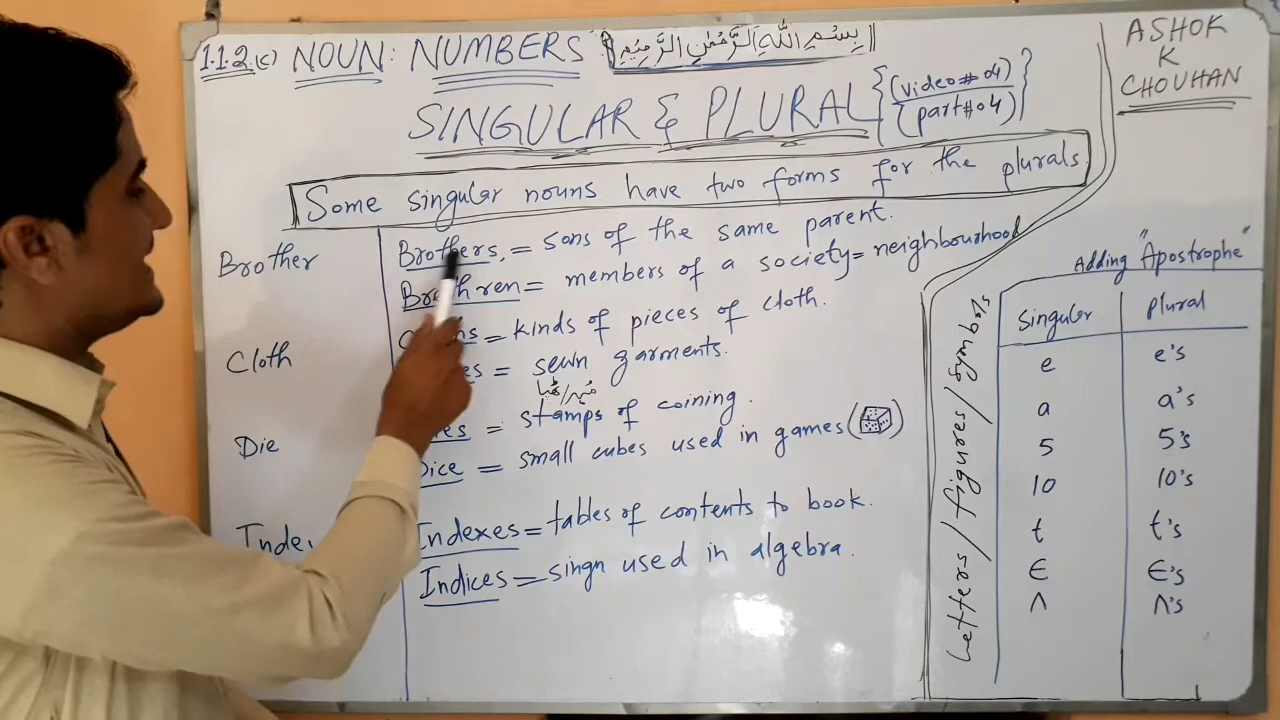 1.1.2.(c) NOUN: NUMBERS
بِسْمِ اللهِ الرَّحْمٰنِ الرَّحِيْمِ
SINGULAR & PLURAL {(video# 04) / (part# 04)}
ASHOK
K
CHOUHAN
Some singular nouns have two forms for the plurals
Brother
Brothers. = sons of the same parent.
Brethren = members of a society = neighbourhood
Cloth
= kinds of pieces of cloth.
= sewn garments.
Die
= stamps of coining.
Dice = small cubes used in games
Indexes = tables of contents to book.
Indices = singn used in algebra.
Adding "Apostrophe"
Letters/figures/symbols
Singular Plural
e e's
a a's
5 5's
10 10's
t t's
∈ ∈'s
∧ ∧'s